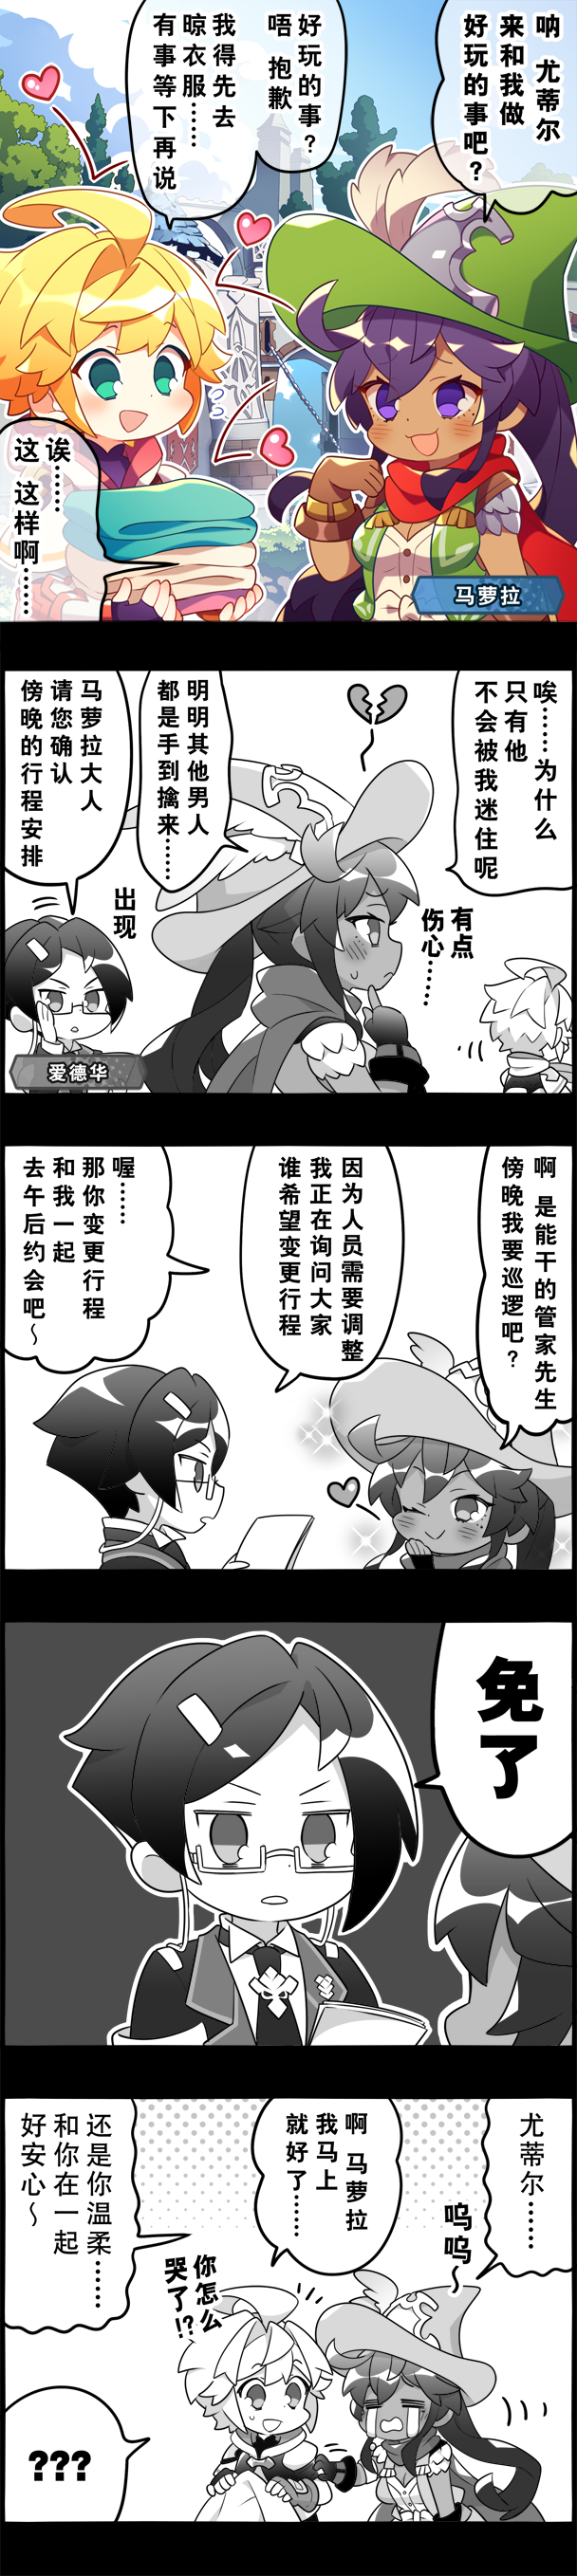 呐 尤蒂尔
来和我做
好玩的事吧？
好玩的事？
唔 抱歉
我得先去
晾衣服……
有事等下再说
诶……
这 这样啊……
马萝拉
唉……为什么
只有他
不会被我迷住呢
明明其他男人
都是手到擒来……
有点
伤心……
马萝拉大人
请您确认
傍晚的行程安排
出现
爱德华
啊 是能干的管家先生
傍晚我要巡逻吧？
因为人员需要调整
我正在询问大家
谁希望变更行程
喔……
那你变更行程
和我一起
去午后约会吧～
免了
尤蒂尔……
呜呜～
啊 马萝拉
我马上
就好了……
你怎么
哭了!?
还是你温柔……
和你在一起
好安心～
???